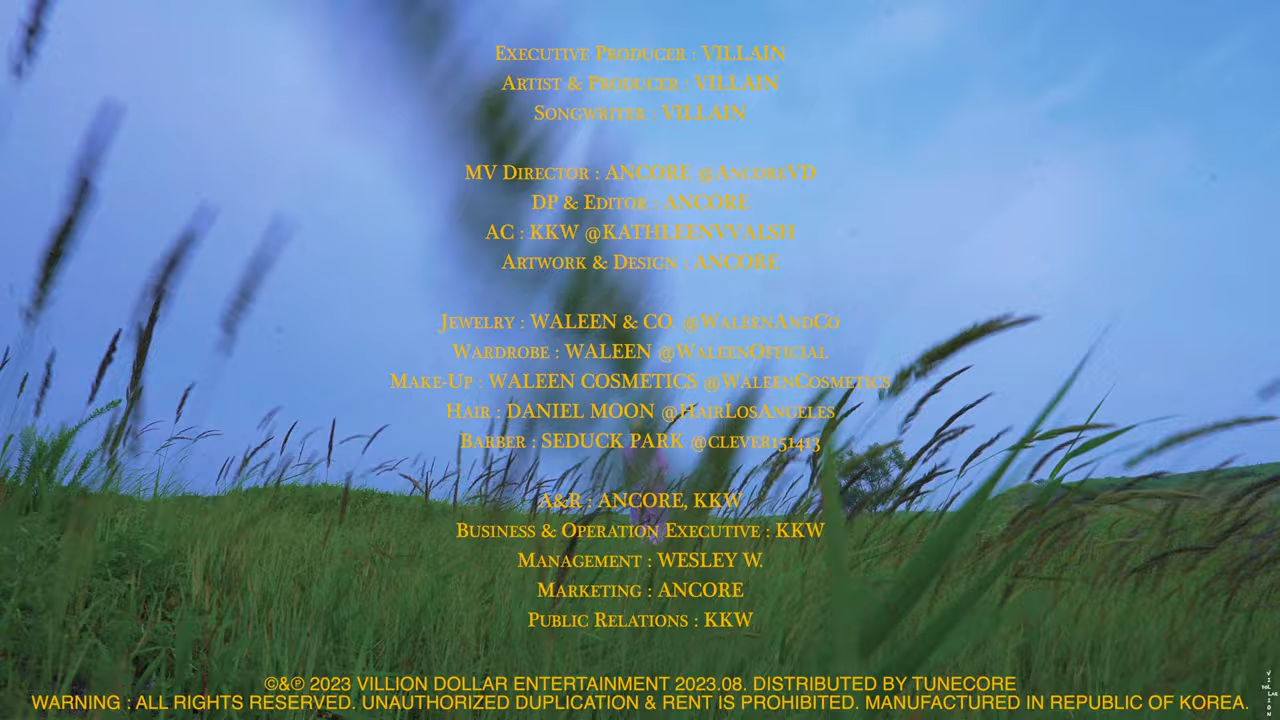 Executive Producer : VILLAIN
Artist & Producer : VILLAIN
Songwriter : VILLAIN
MV Director : ANCORE @AncoreVD
DP & Editor : ANCORE
AC : KKW @KATHLEENVVALSH
Artwork & Design : ANCORE
Jewelry : WALEEN & CO. @WaleenAndCo
Wardrobe : WALEEN @WaleenOfficial
Make-Up : WALEEN COSMETICS @WaleenCosmetics
Hair : DANIEL MOON @HairLosAngeles
Barber : SEDUCK PARK @clever151413
A&R : ANCORE, KKW
Business & Operation Executive : KKW
Management : WESLEY W.
Marketing : ANCORE
Public Relations : KKW
©&℗ 2023 VILLION DOLLAR ENTERTAINMENT 2023.08. DISTRIBUTED BY TUNECORE
WARNING : ALL RIGHTS RESERVED. UNAUTHORIZED DUPLICATION & RENT IS PROHIBITED. MANUFACTURED IN REPUBLIC OF KOREA.